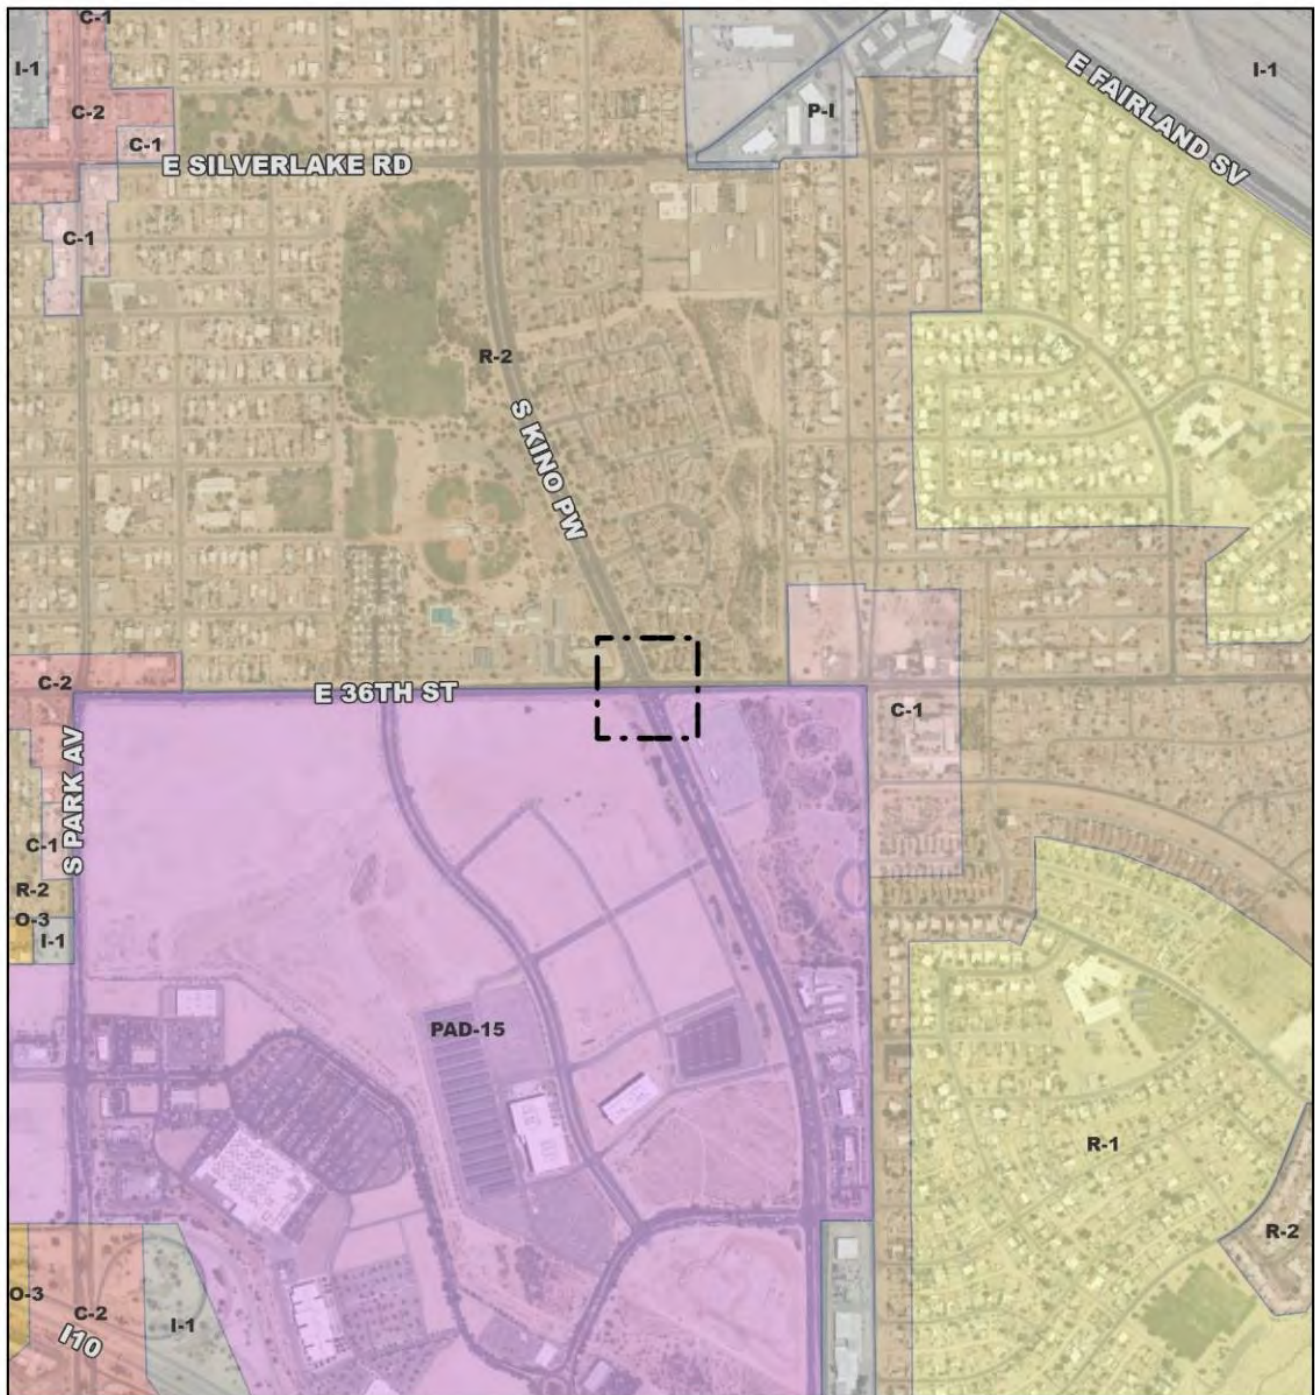 C-1
I-1
E FAIRLAND SV
I-1
C-2
P-I
C-1
E SILVERLAKE RD
C-1
R-2
S KINO PW
C-2
E 36TH ST
C-1
S PARK AV
C-1
R-2
O-3
I-1
PAD-15
R-1
R-2
O-3
C-2
I-1
I10